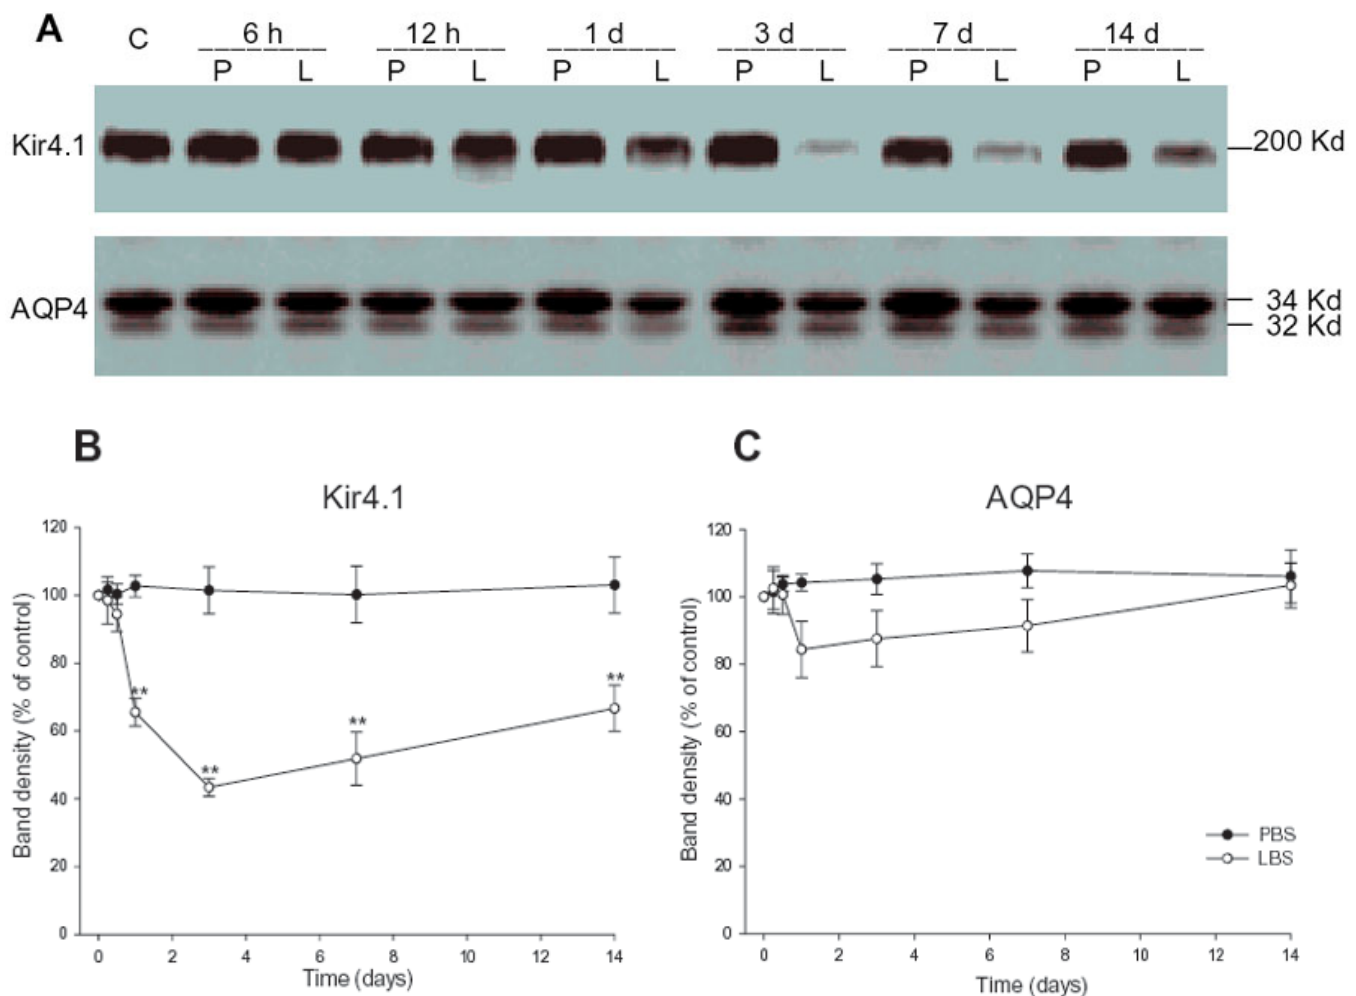 A
C 6 h 12 h 1 d 3 d 7 d 14 d
P L P L P L P L P L P L
Kir4.1 200 Kd
AQP4 34 Kd
32 Kd
B
Kir4.1
120
100
80
60
40
20
0
Band density (% of control)
** ** ** **
0 2 4 6 8 10 12 14
Time (days)
C
AQP4
120
100
80
60
40
20
0
Band density (% of control)
PBS
LBS
0 2 4 6 8 10 12 14
Time (days)